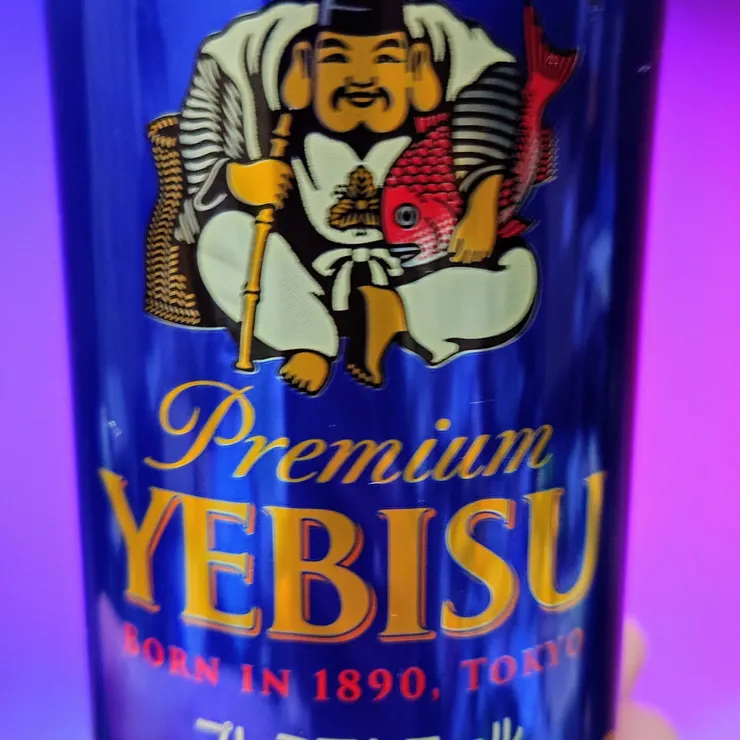 Premium
YEBISU
BORN IN 1890, TOKYO